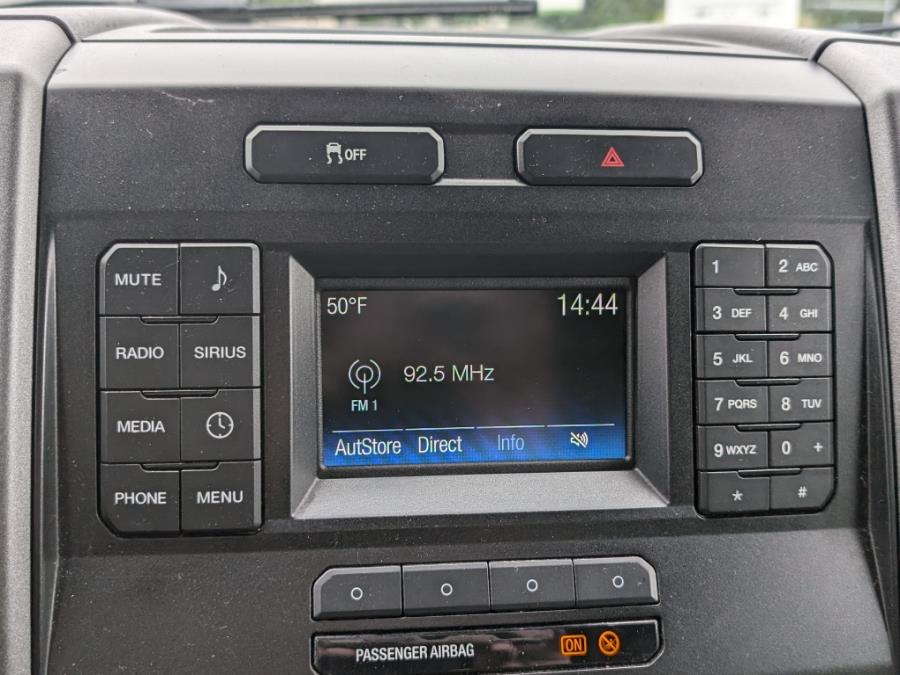 OFF
MUTE
RADIO SIRIUS
MEDIA
PHONE MENU
50°F 14:44
92.5 MHz
FM 1
AutStore Direct Info
1 2 ABC
3 DEF 4 GHI
5 JKL 6 MNO
7 PQRS 8 TUV
9 WXYZ 0 +
* #
PASSENGER AIRBAG ON